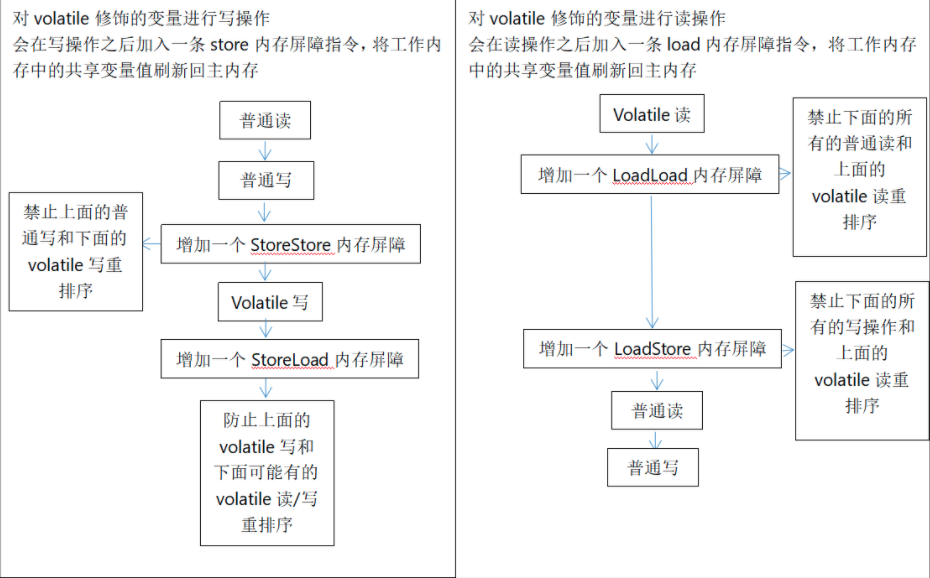 对 volatile 修饰的变量进行写操作
会在写操作之后加入一条 store 内存屏障指令，将工作内
存中的共享变量值刷新回主内存
普通读
普通写
增加一个 StoreStore 内存屏障
禁止上面的普
通写和下面的
volatile 写重
排序
Volatile 写
增加一个 StoreLoad 内存屏障
防止上面的
volatile 写和
下面可能有的
volatile 读/写
重排序
对 volatile 修饰的变量进行读操作
会在读操作之后加入一条 load 内存屏障指令，将工作内存
中的共享变量值刷新回主内存
Volatile 读
增加一个 LoadLoad 内存屏障
禁止下面的所
有的普通读和
上面的
volatile 读重
排序
增加一个 LoadStore 内存屏障
禁止下面的所
有的写操作和
上面的
volatile 读重
排序
普通读
普通写